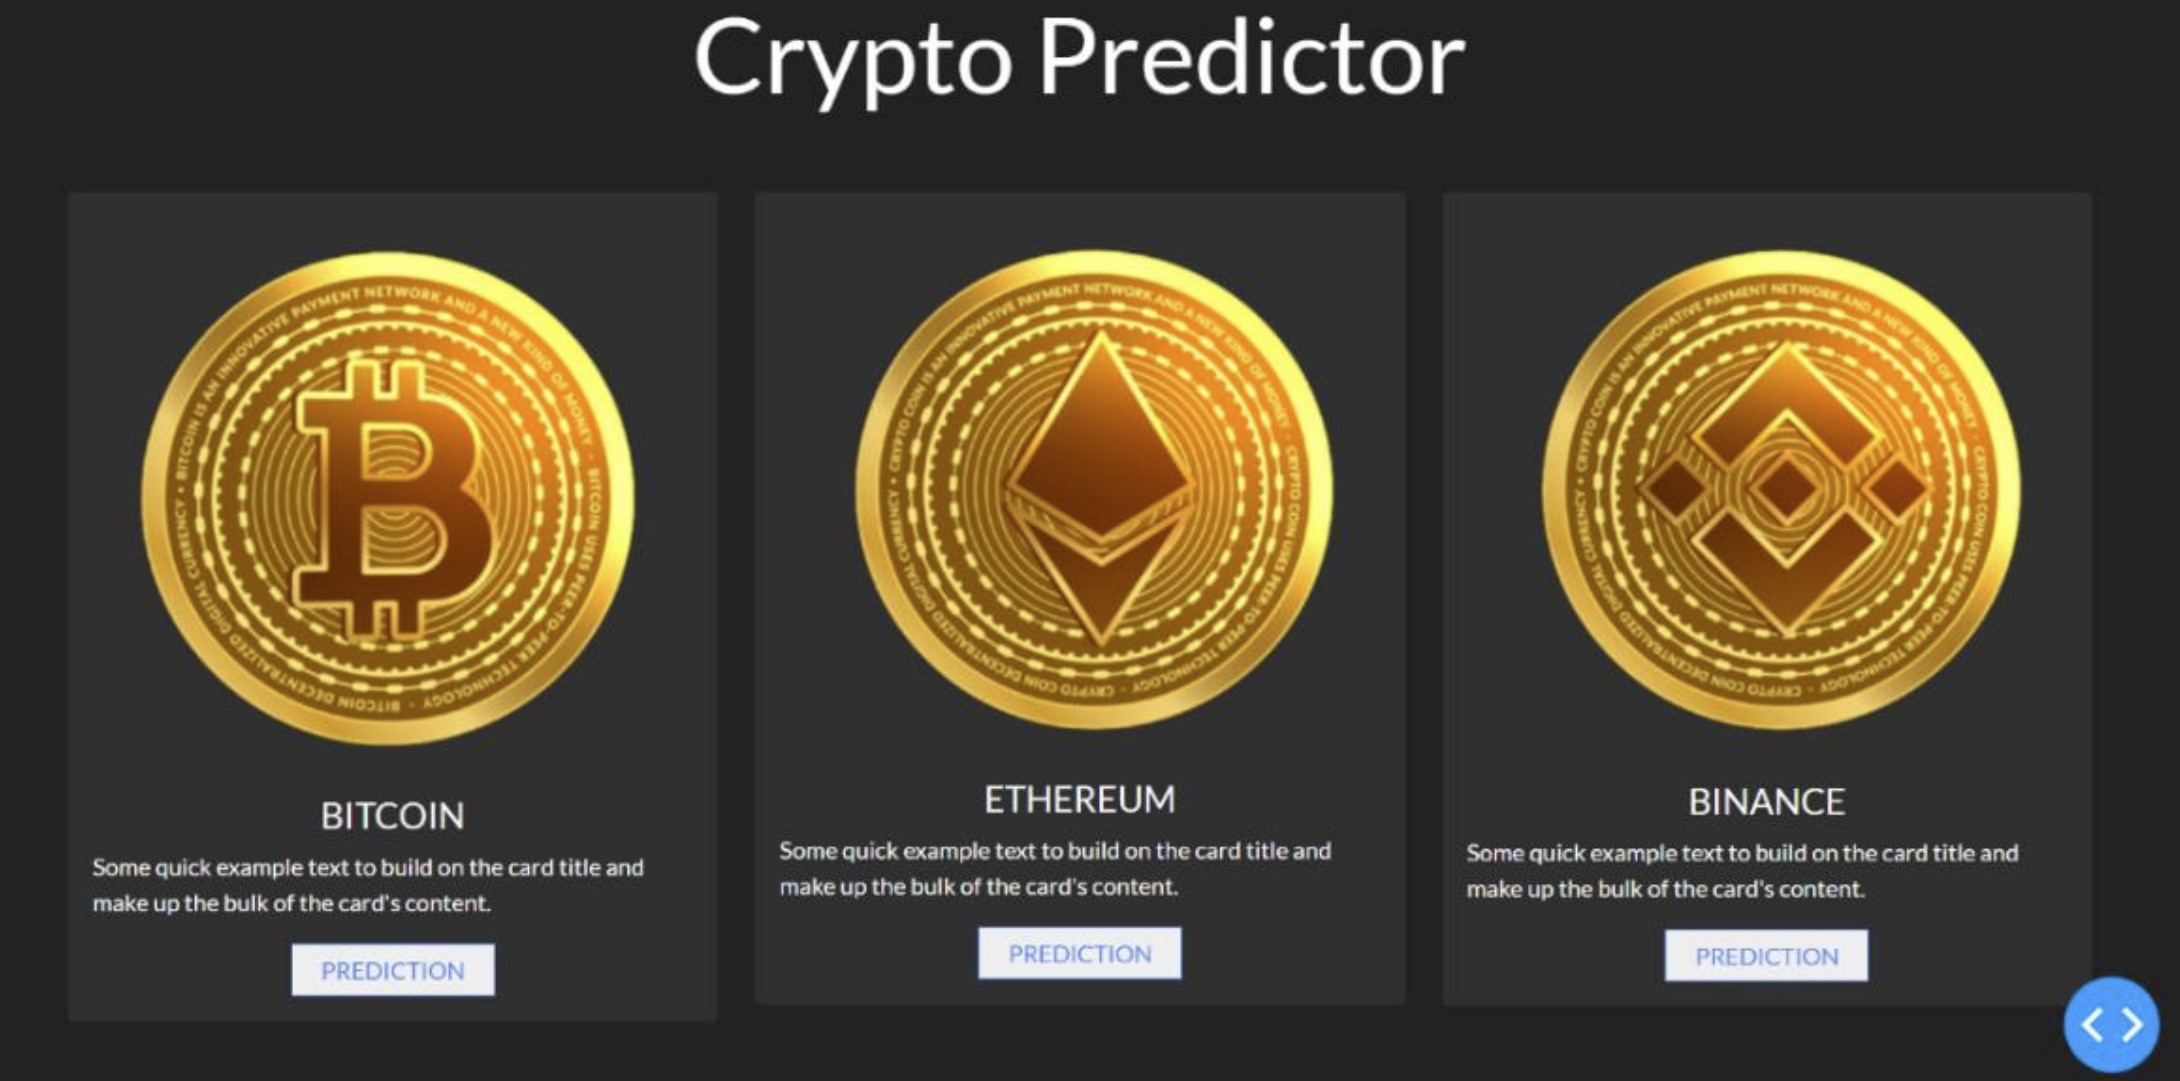 Crypto Predictor
BITCOIN IS AN INNOVATIVE PAYMENT NETWORK AND A NEW KIND OF MONEY · BITCOIN USES PEER-TO-PEER TECHNOLOGY · BITCOIN DECENTRALIZED DIGITAL CURRENCY •
BITCOIN
Some quick example text to build on the card title and
make up the bulk of the card's content.
PREDICTION
CRYPTO COIN IS AN INNOVATIVE PAYMENT NETWORK AND A NEW KIND OF MONEY · CRYPTO COIN USES PEER-TO-PEER TECHNOLOGY · CRYPTO COIN DECENTRALIZED DIGITAL CURRENCY •
ETHEREUM
Some quick example text to build on the card title and
make up the bulk of the card's content.
PREDICTION
CRYPTO COIN IS AN INNOVATIVE PAYMENT NETWORK AND A NEW KIND OF MONEY · CRYPTO COIN USES PEER-TO-PEER TECHNOLOGY · CRYPTO COIN DECENTRALIZED DIGITAL CURRENCY •
BINANCE
Some quick example text to build on the card title and
make up the bulk of the card's content.
PREDICTION